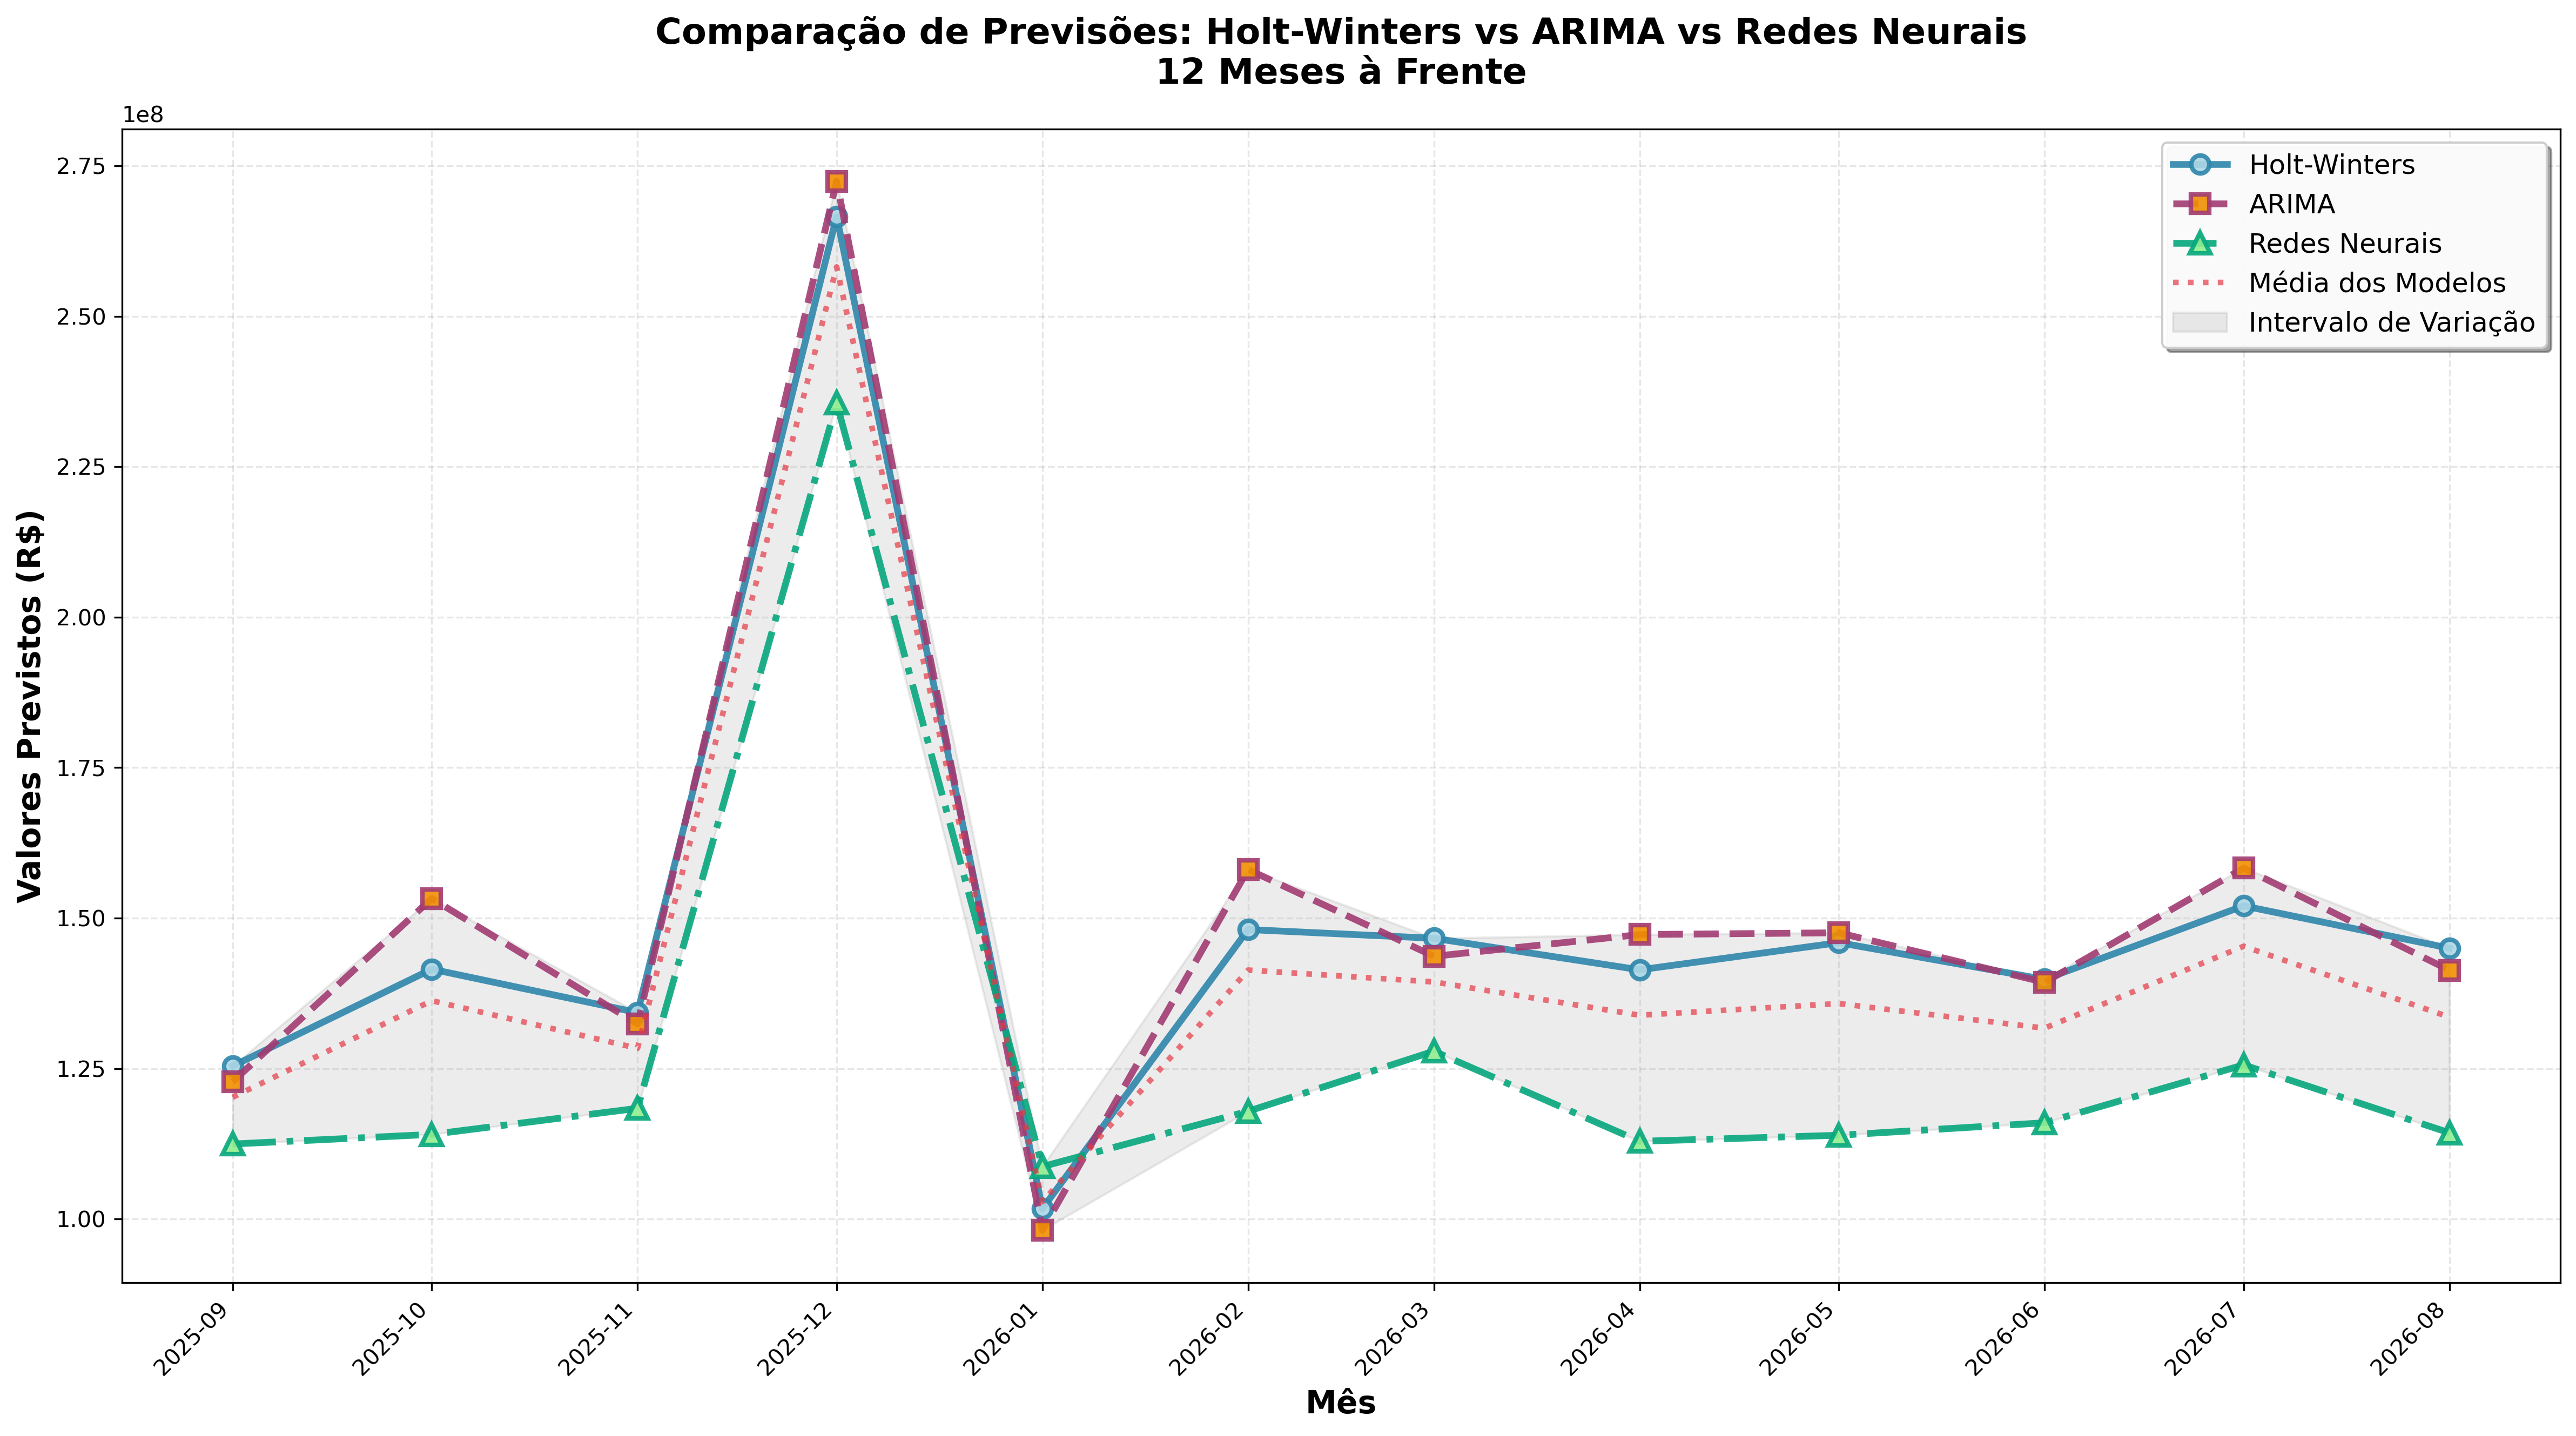 Comparação de Previsões: Holt-Winters vs ARIMA vs Redes Neurais
12 Meses à Frente
1e8
2.75
2.50
2.25
2.00
1.75
1.50
1.25
1.00
Valores Previstos (R$)
Holt-Winters
ARIMA
Redes Neurais
Média dos Modelos
Intervalo de Variação
2025-09
2025-10
2025-11
2025-12
2026-01
2026-02
2026-03
2026-04
2026-05
2026-06
2026-07
2026-08
Mês